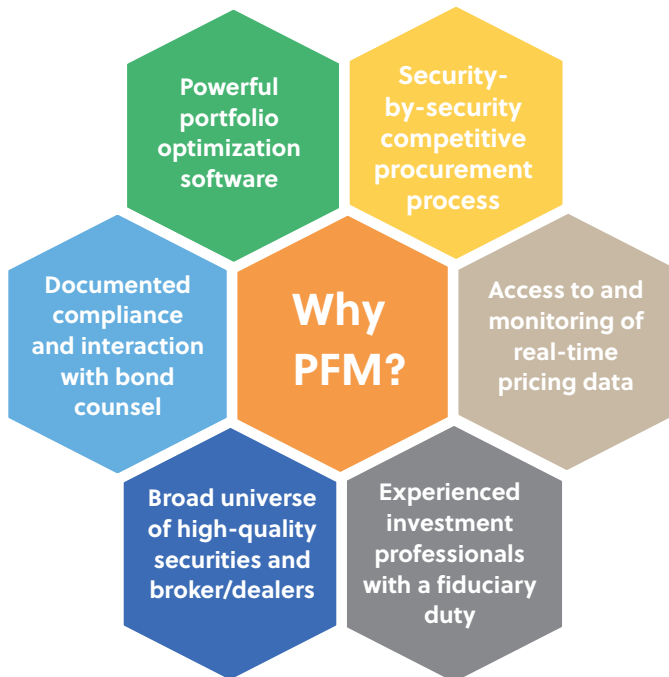 Powerful
portfolio
optimization
software
Security-
by-security
competitive
procurement
process
Documented
compliance
and interaction
with bond
counsel
Why
PFM?
Access to and
monitoring of
real-time
pricing data
Broad universe
of high-quality
securities and
broker/dealers
Experienced
investment
professionals
with a fiduciary
duty